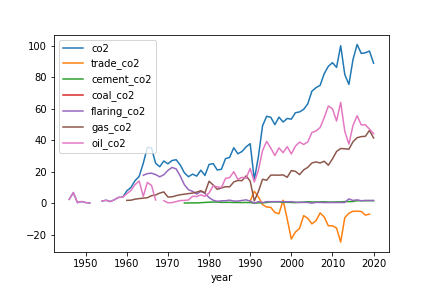 100
80
60
40
20
0
−20
co2
trade_co2
cement_co2
coal_co2
flaring_co2
gas_co2
oil_co2
1950
1960
1970
1980
1990
2000
2010
2020
year